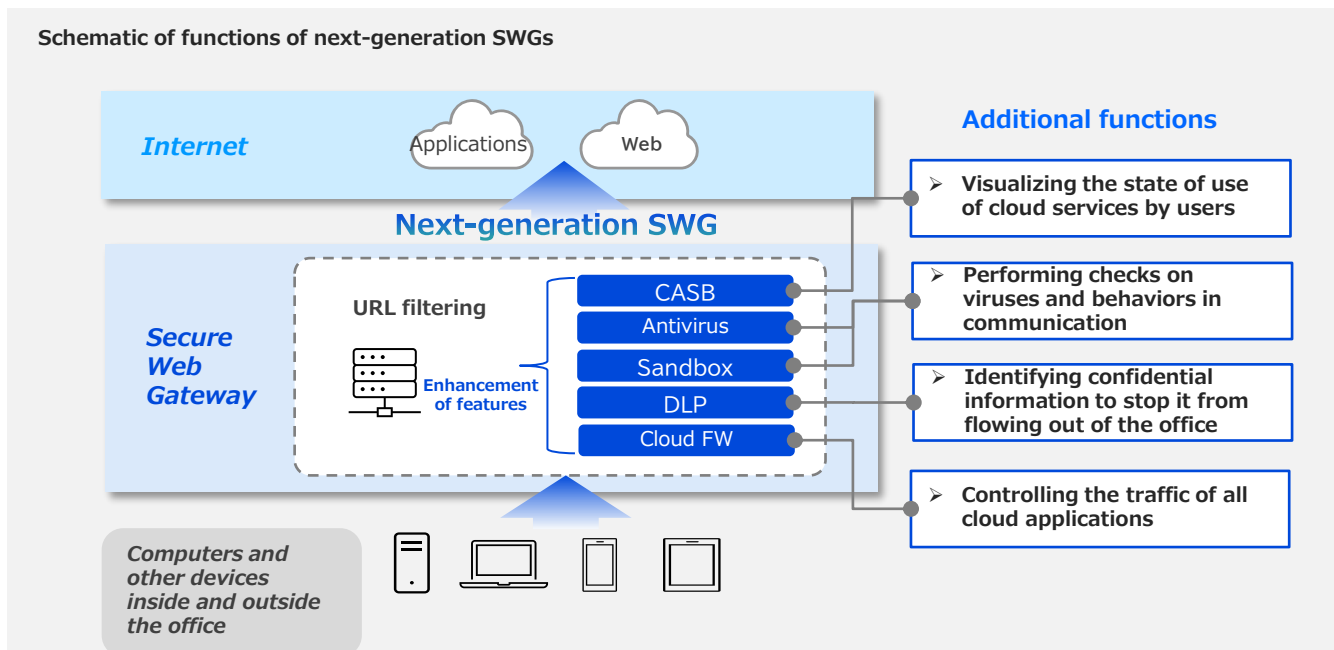 Schematic of functions of next-generation SWGs
Internet
Applications
Web
Next-generation SWG
Secure
Web
Gateway
URL filtering
Enhancement
of features
CASB
Antivirus
Sandbox
DLP
Cloud FW
Additional functions
➢ Visualizing the state of use
of cloud services by users
➢ Performing checks on
viruses and behaviors in
communication
➢ Identifying confidential
information to stop it from
flowing out of the office
➢ Controlling the traffic of all
cloud applications
Computers and
other devices
inside and outside
the office